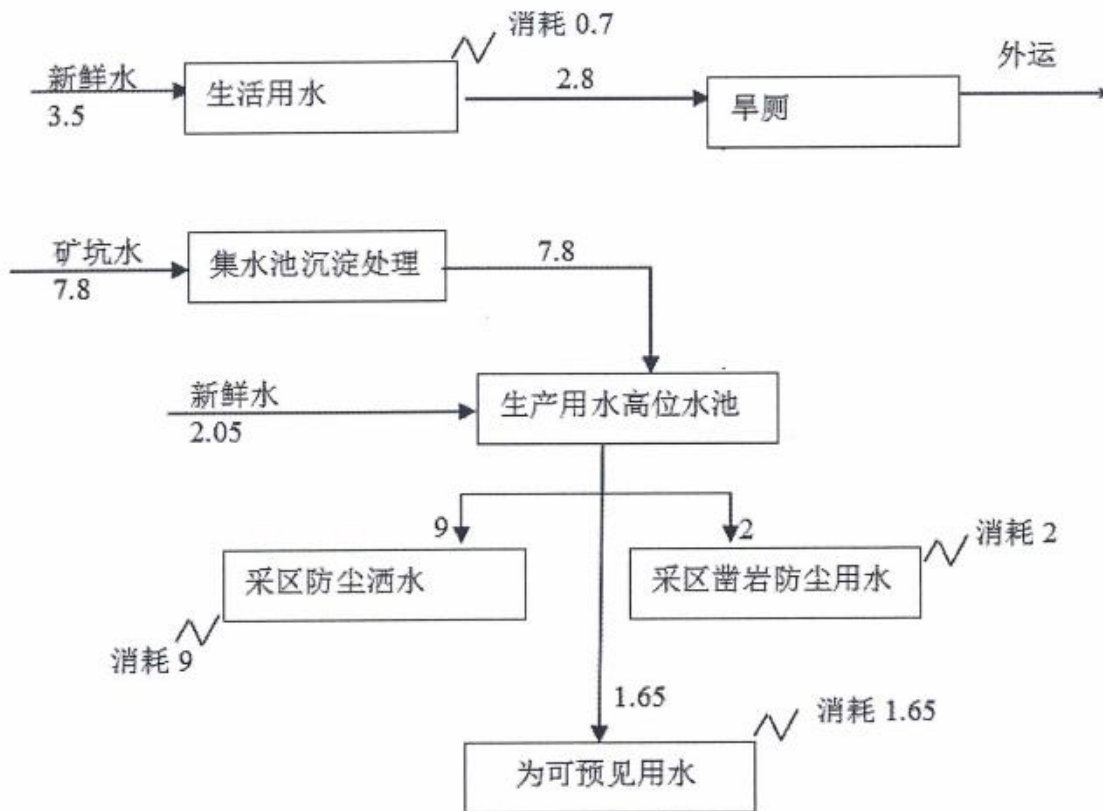 消耗 0.7
新鲜水
3.5
生活用水
2.8
旱厕
外运
矿坑水
7.8
集水池沉淀处理
7.8
新鲜水
2.05
生产用水高位水池
9
2
采区防尘洒水
采区凿岩防尘用水
消耗 2
消耗 9
1.65
消耗 1.65
为可预见用水